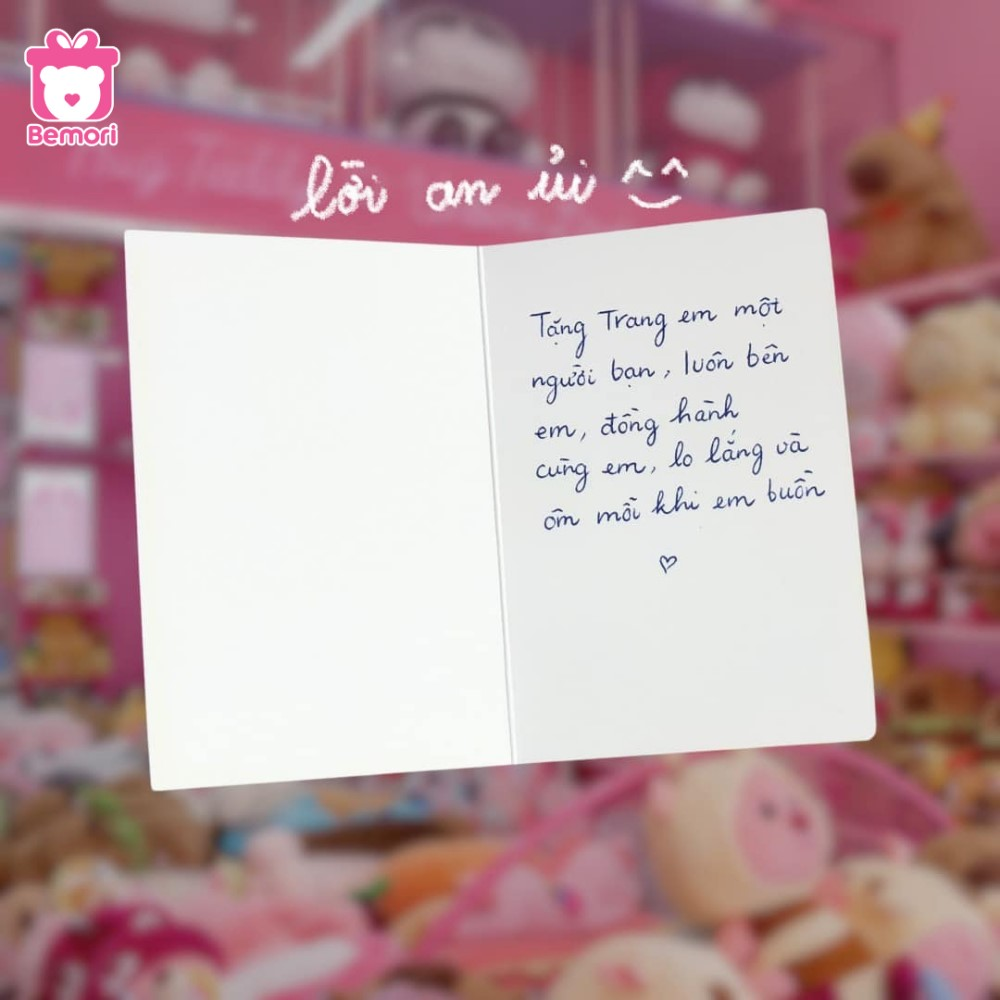 Bemori
lời an ủi ^‿^
Tặng Trang em một
người bạn, luôn bên
em, đồng hành
cùng em, lo lắng và
ôm mỗi khi em buồn
♡